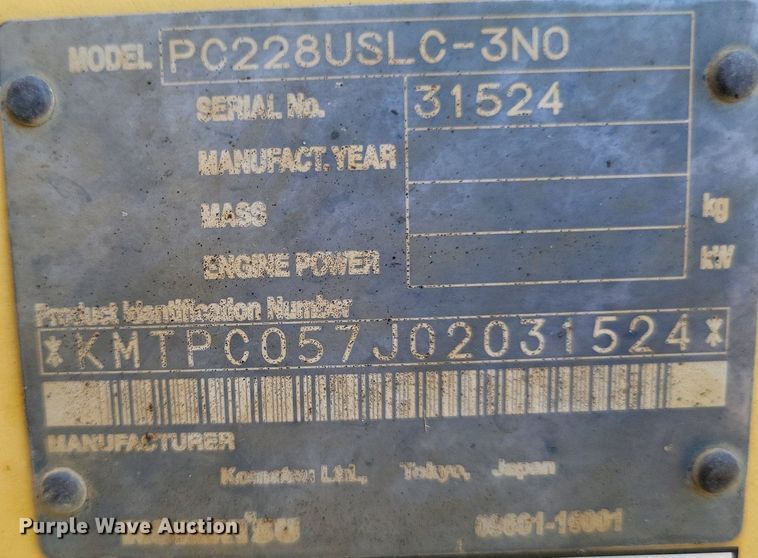 MODEL PC228USLC-3N0
SERIAL No. 31524
MANUFACT. YEAR
MASS kg
ENGINE POWER kW
Product Identification Number
*KMTPC057J02031524*
MANUFACTURER
Komatsu Ltd., Tokyo, Japan
KOMATSU
Purple Wave Auction